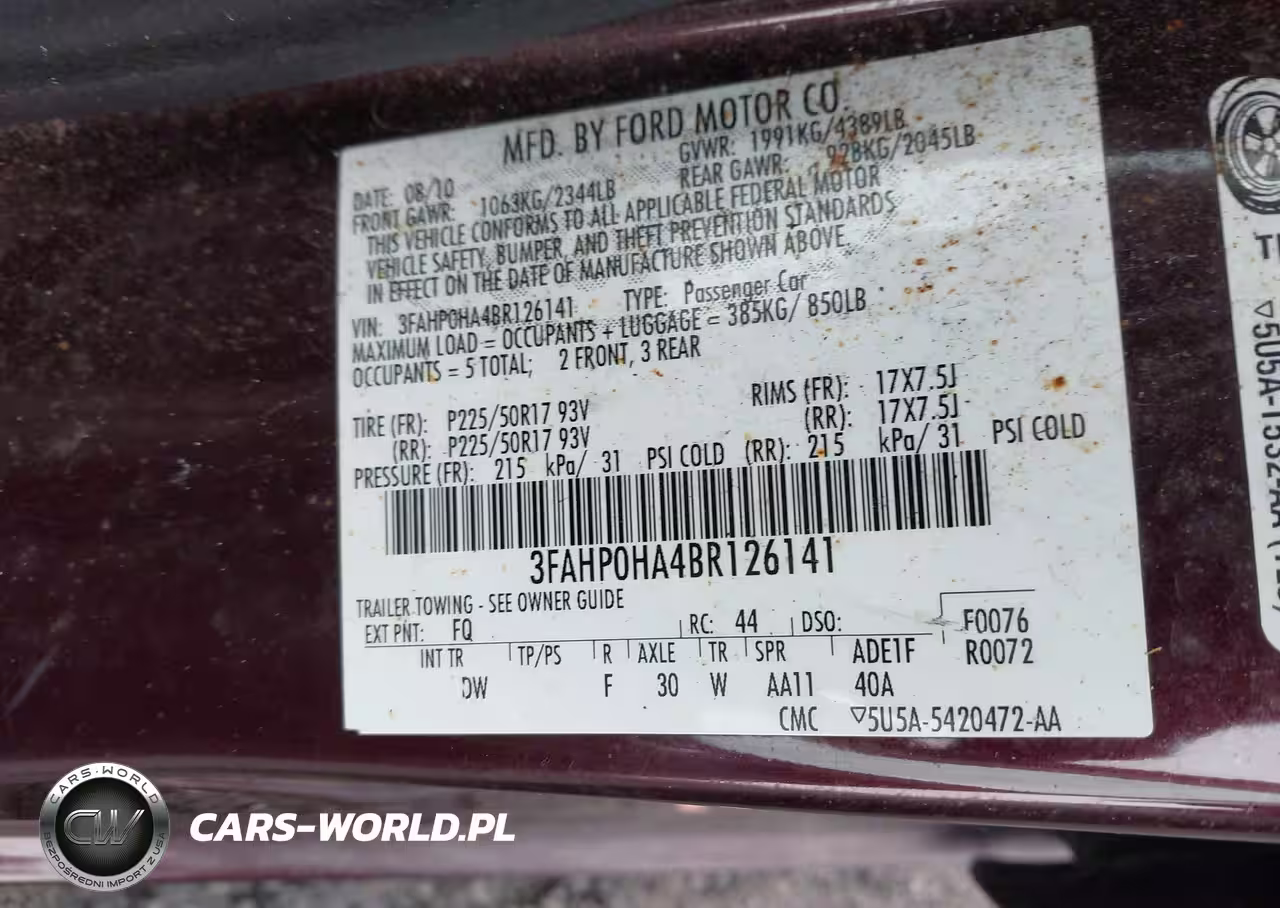 MFD. BY FORD MOTOR CO.
DATE: 08/10 GVWR: 1991KG/4389LB
FRONT GAWR: 1063KG/2344LB REAR GAWR: 928KG/2045LB
THIS VEHICLE CONFORMS TO ALL APPLICABLE FEDERAL MOTOR
VEHICLE SAFETY, BUMPER, AND THEFT PREVENTION STANDARDS
IN EFFECT ON THE DATE OF MANUFACTURE SHOWN ABOVE
VIN: 3FAHP0HA4BR126141 TYPE: Passenger Car
MAXIMUM LOAD = OCCUPANTS + LUGGAGE = 385KG/ 850LB
OCCUPANTS = 5 TOTAL; 2 FRONT, 3 REAR
TIRE (FR): P225/50R17 93V RIMS (FR): 17X7.5J
(RR): P225/50R17 93V (RR): 17X7.5J
PRESSURE (FR): 215 kPa/ 31 PSI COLD (RR): 215 kPa/ 31 PSI COLD
3FAHP0HA4BR126141
TRAILER TOWING - SEE OWNER GUIDE
EXT PNT: FQ RC: 44 DSO: F0076
INT TR TP/PS R AXLE TR SPR ADE1F R0072
DW F 30 W AA11 40A
CMC ▽5U5A-5420472-AA
CARS-WORLD
CW
BEZPOŚREDNI IMPORT Z USA
CARS-WORLD.PL